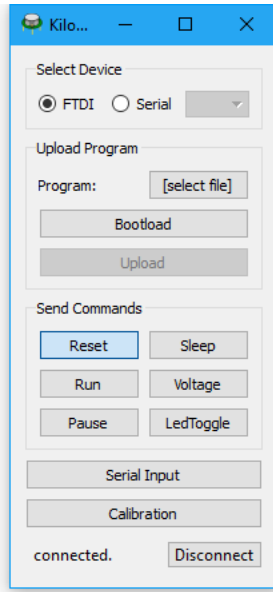 Kilo...
Select Device
FTDI Serial
Upload Program
Program: [select file]
Bootload
Upload
Send Commands
Reset Sleep
Run Voltage
Pause LedToggle
Serial Input
Calibration
connected. Disconnect